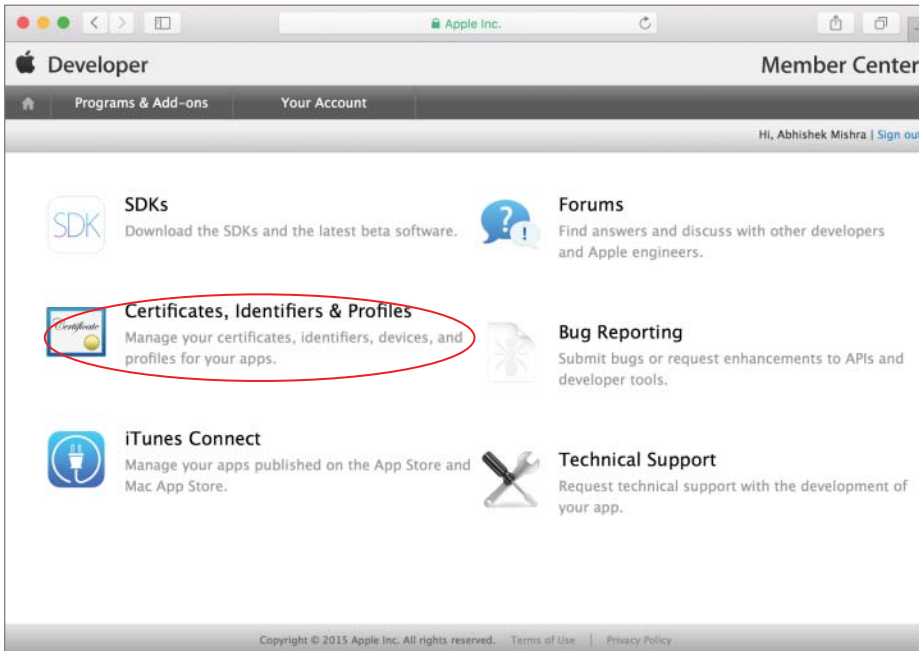 Apple Inc.
Developer
Member Center
Programs & Add-ons Your Account
Hi, Abhishek Mishra | Sign out
SDK
SDKs
Download the SDKs and the latest beta software.
Forums
Find answers and discuss with other developers
and Apple engineers.
Certificate
Certificates, Identifiers & Profiles
Manage your certificates, identifiers, devices, and
profiles for your apps.
Bug Reporting
Submit bugs or request enhancements to APIs and
developer tools.
iTunes Connect
Manage your apps published on the App Store and
Mac App Store.
Technical Support
Request technical support with the development of
your app.
Copyright © 2015 Apple Inc. All rights reserved. Terms of Use | Privacy Policy